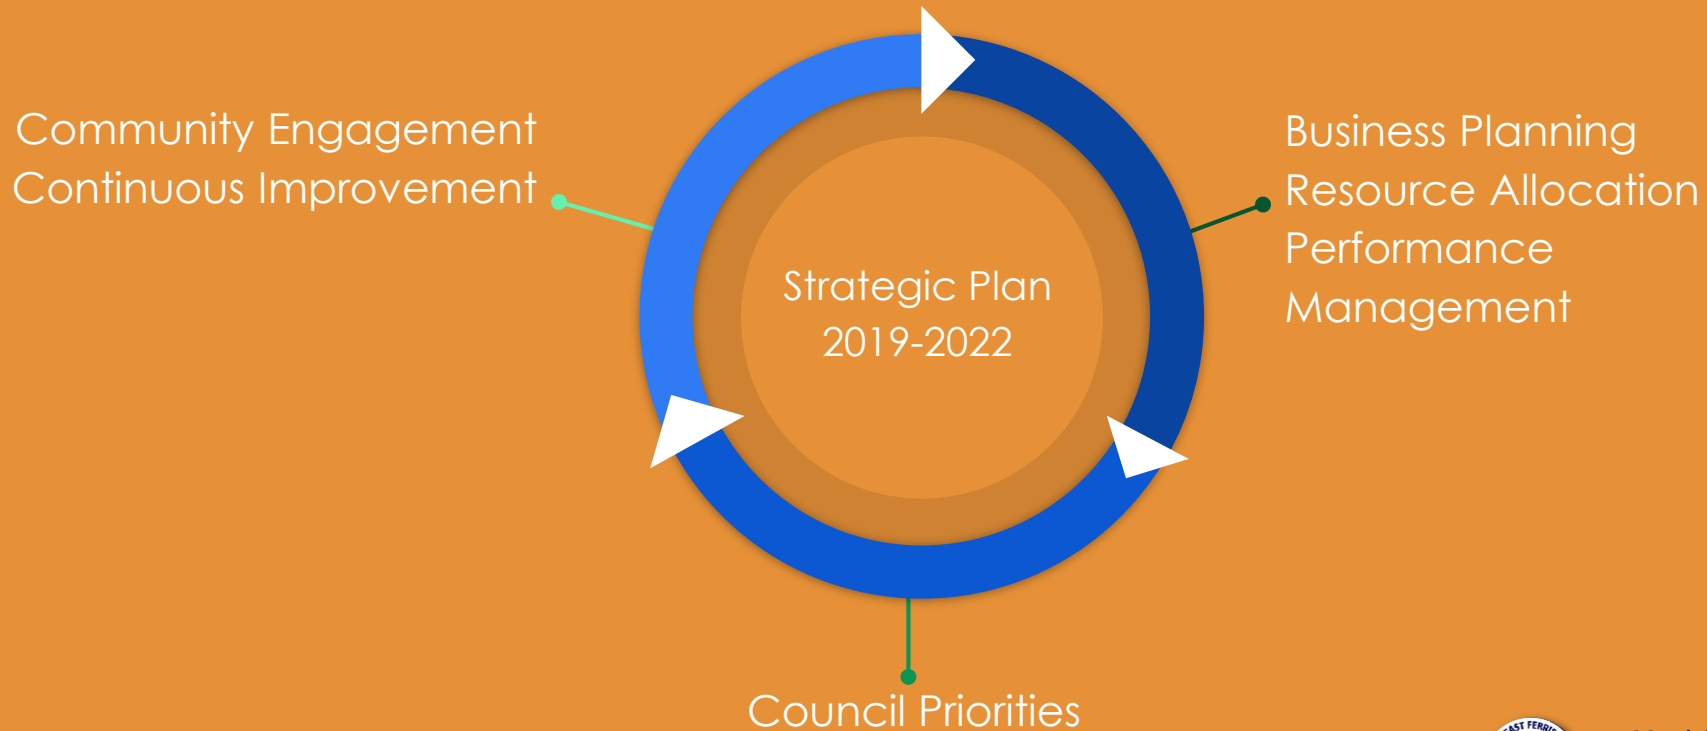 Community Engagement
Continuous Improvement
Business Planning
Resource Allocation
Performance
Management
Strategic Plan
2019-2022
Council Priorities